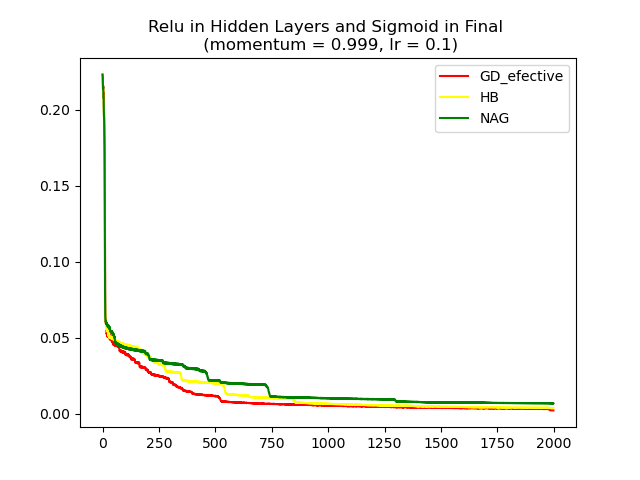 Relu in Hidden Layers and Sigmoid in Final
(momentum = 0.999, lr = 0.1)
GD_efective
HB
NAG
0.20
0.15
0.10
0.05
0.00
0 250 500 750 1000 1250 1500 1750 2000